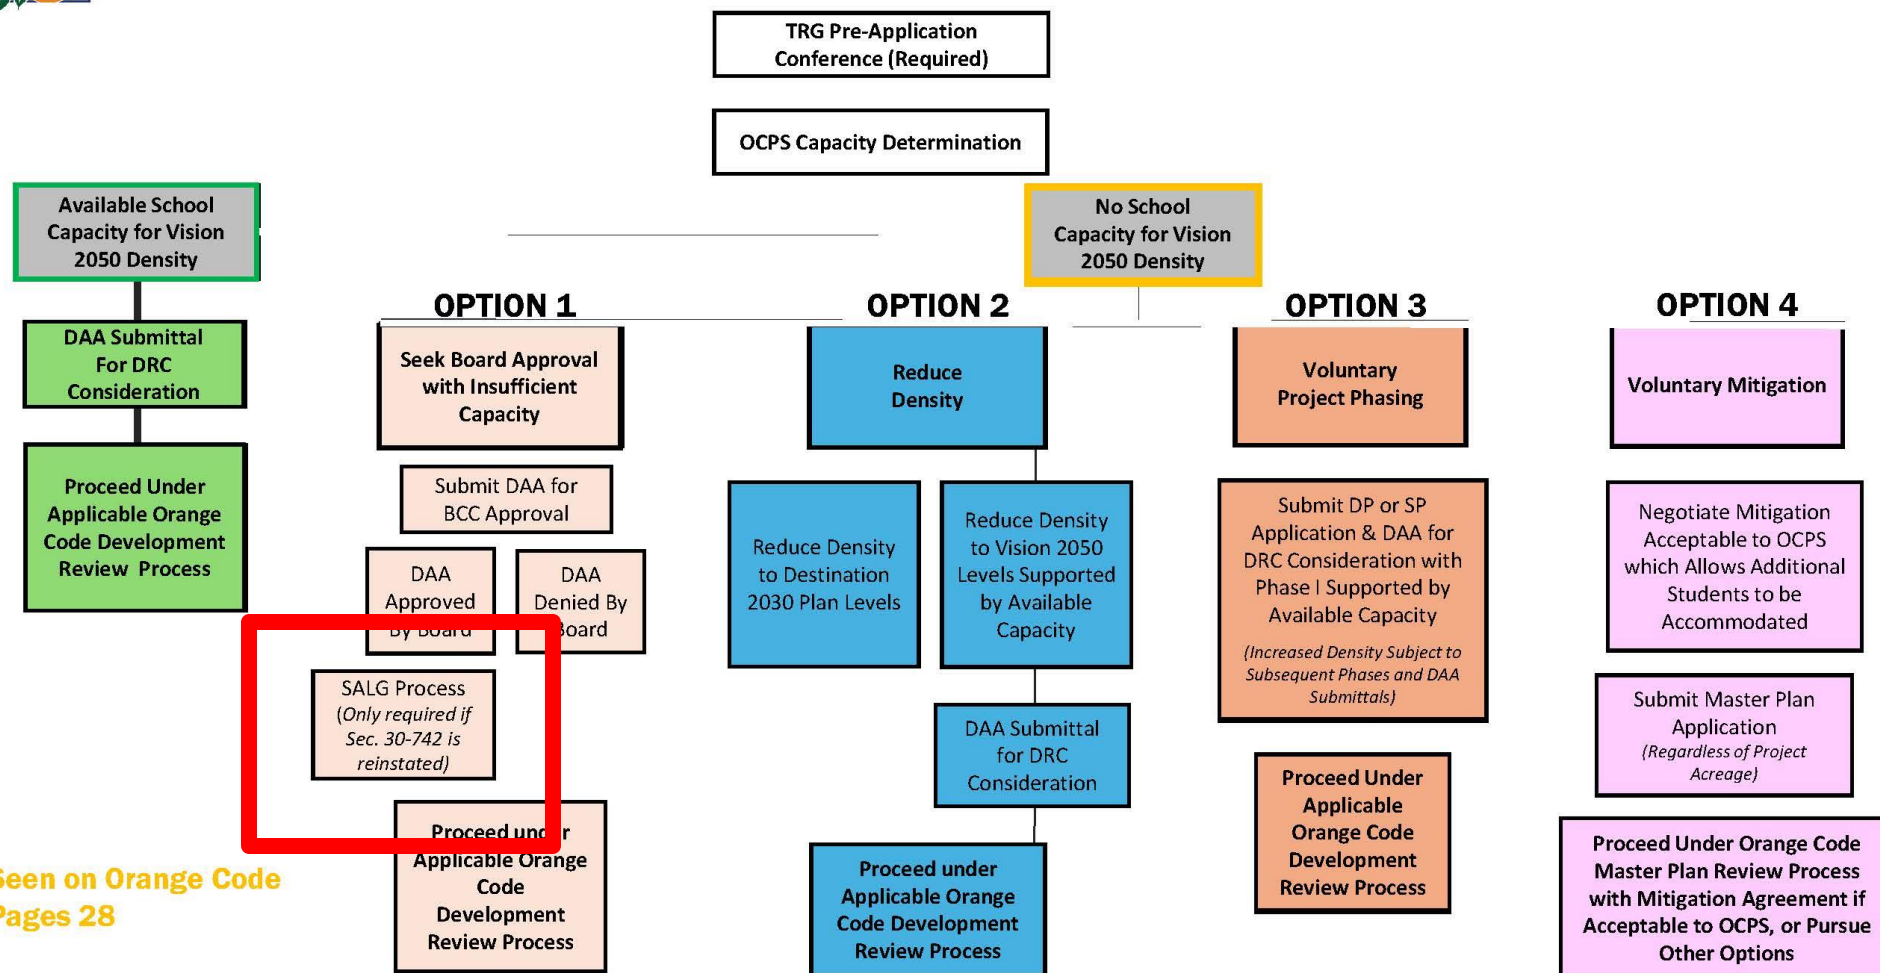 TRG Pre-Application
Conference (Required)
OCPS Capacity Determination
Available School
Capacity for Vision
2050 Density
No School
Capacity for Vision
2050 Density
DAA Submittal
For DRC
Consideration
Proceed Under
Applicable Orange
Code Development
Review Process
OPTION 1
Seek Board Approval
with Insufficient
Capacity
Submit DAA for
BCC Approval
DAA
Approved
By Board
DAA
Denied By
Board
SALG Process
(Only required if
Sec. 30-742 is
reinstated)
Proceed under
Applicable Orange
Code
Development
Review Process
OPTION 2
Reduce
Density
Reduce Density
to Destination
2030 Plan Levels
Reduce Density
to Vision 2050
Levels Supported
by Available
Capacity
DAA Submittal
for DRC
Consideration
Proceed under
Applicable Orange
Code Development
Review Process
OPTION 3
Voluntary
Project Phasing
Submit DP or SP
Application & DAA for
DRC Consideration with
Phase I Supported by
Available Capacity
(Increased Density Subject to
Subsequent Phases and DAA
Submittals)
Proceed Under
Applicable
Orange Code
Development
Review Process
OPTION 4
Voluntary Mitigation
Negotiate Mitigation
Acceptable to OCPS
which Allows Additional
Students to be
Accommodated
Submit Master Plan
Application
(Regardless of Project
Acreage)
Proceed Under Orange Code
Master Plan Review Process
with Mitigation Agreement if
Acceptable to OCPS, or Pursue
Other Options
Seen on Orange Code
Pages 28